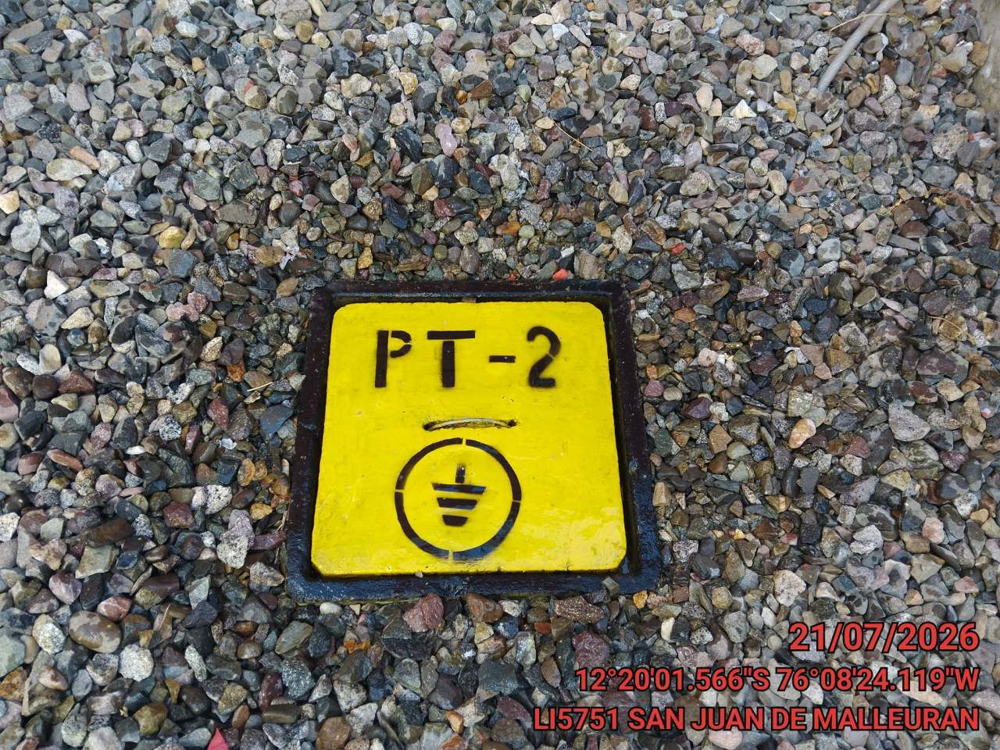 PT-2
21/07/2026
12°20'01.566"S 76°08'24.119"W
LI5751 SAN JUAN DE MALLEURAN